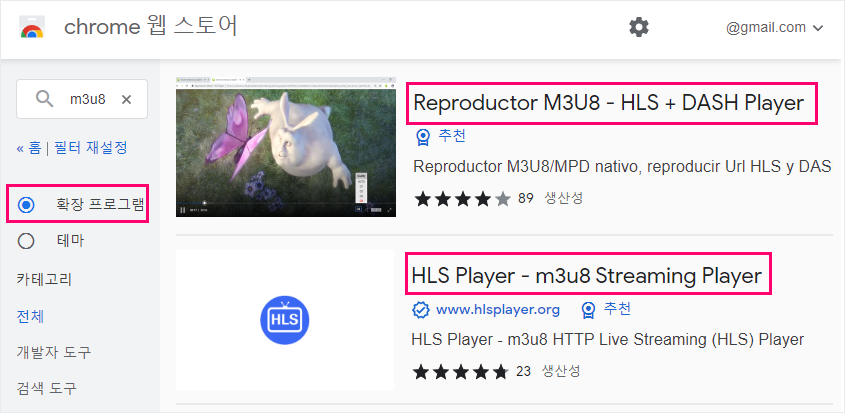 chrome 웹 스토어
@gmail.com
m3u8 ×
« 홈 | 필터 재설정
확장 프로그램
테마
카테고리
전체
개발자 도구
검색 도구
Reproductor M3U8 - HLS + DASH Player
추천
Reproductor M3U8/MPD nativo, reproducir Url HLS y DAS
89 생산성
HLS
HLS Player - m3u8 Streaming Player
www.hlsplayer.org 추천
HLS Player - m3u8 HTTP Live Streaming (HLS) Player
23 생산성